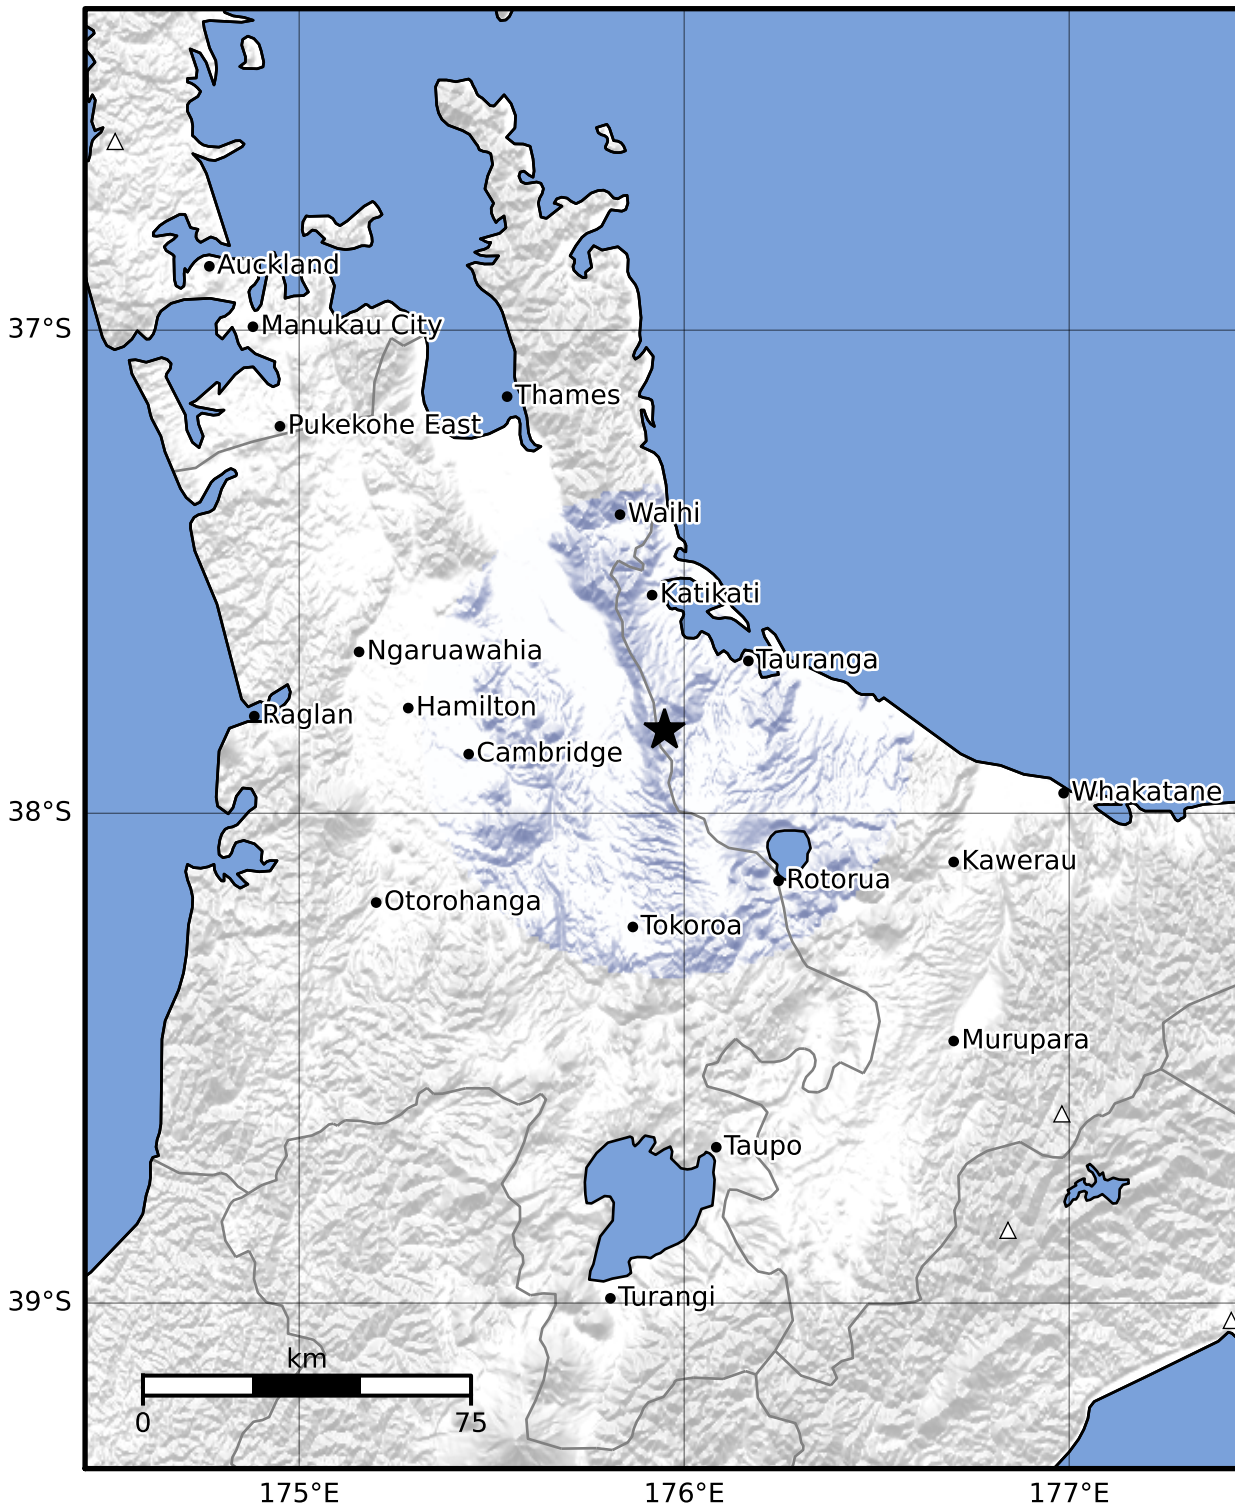 Auckland
37°S
Manukau City
Thames
Pukekohe East
Waihi
Katikati
Ngaruawahia
Tauranga
Hamilton
Raglan
Cambridge
Whakatane
38°S
Kawerau
Rotorua
Otorohanga
Tokoroa
Murupara
Taupo
Turangi
39°S
km
0
75
175°E
176°E
177°E